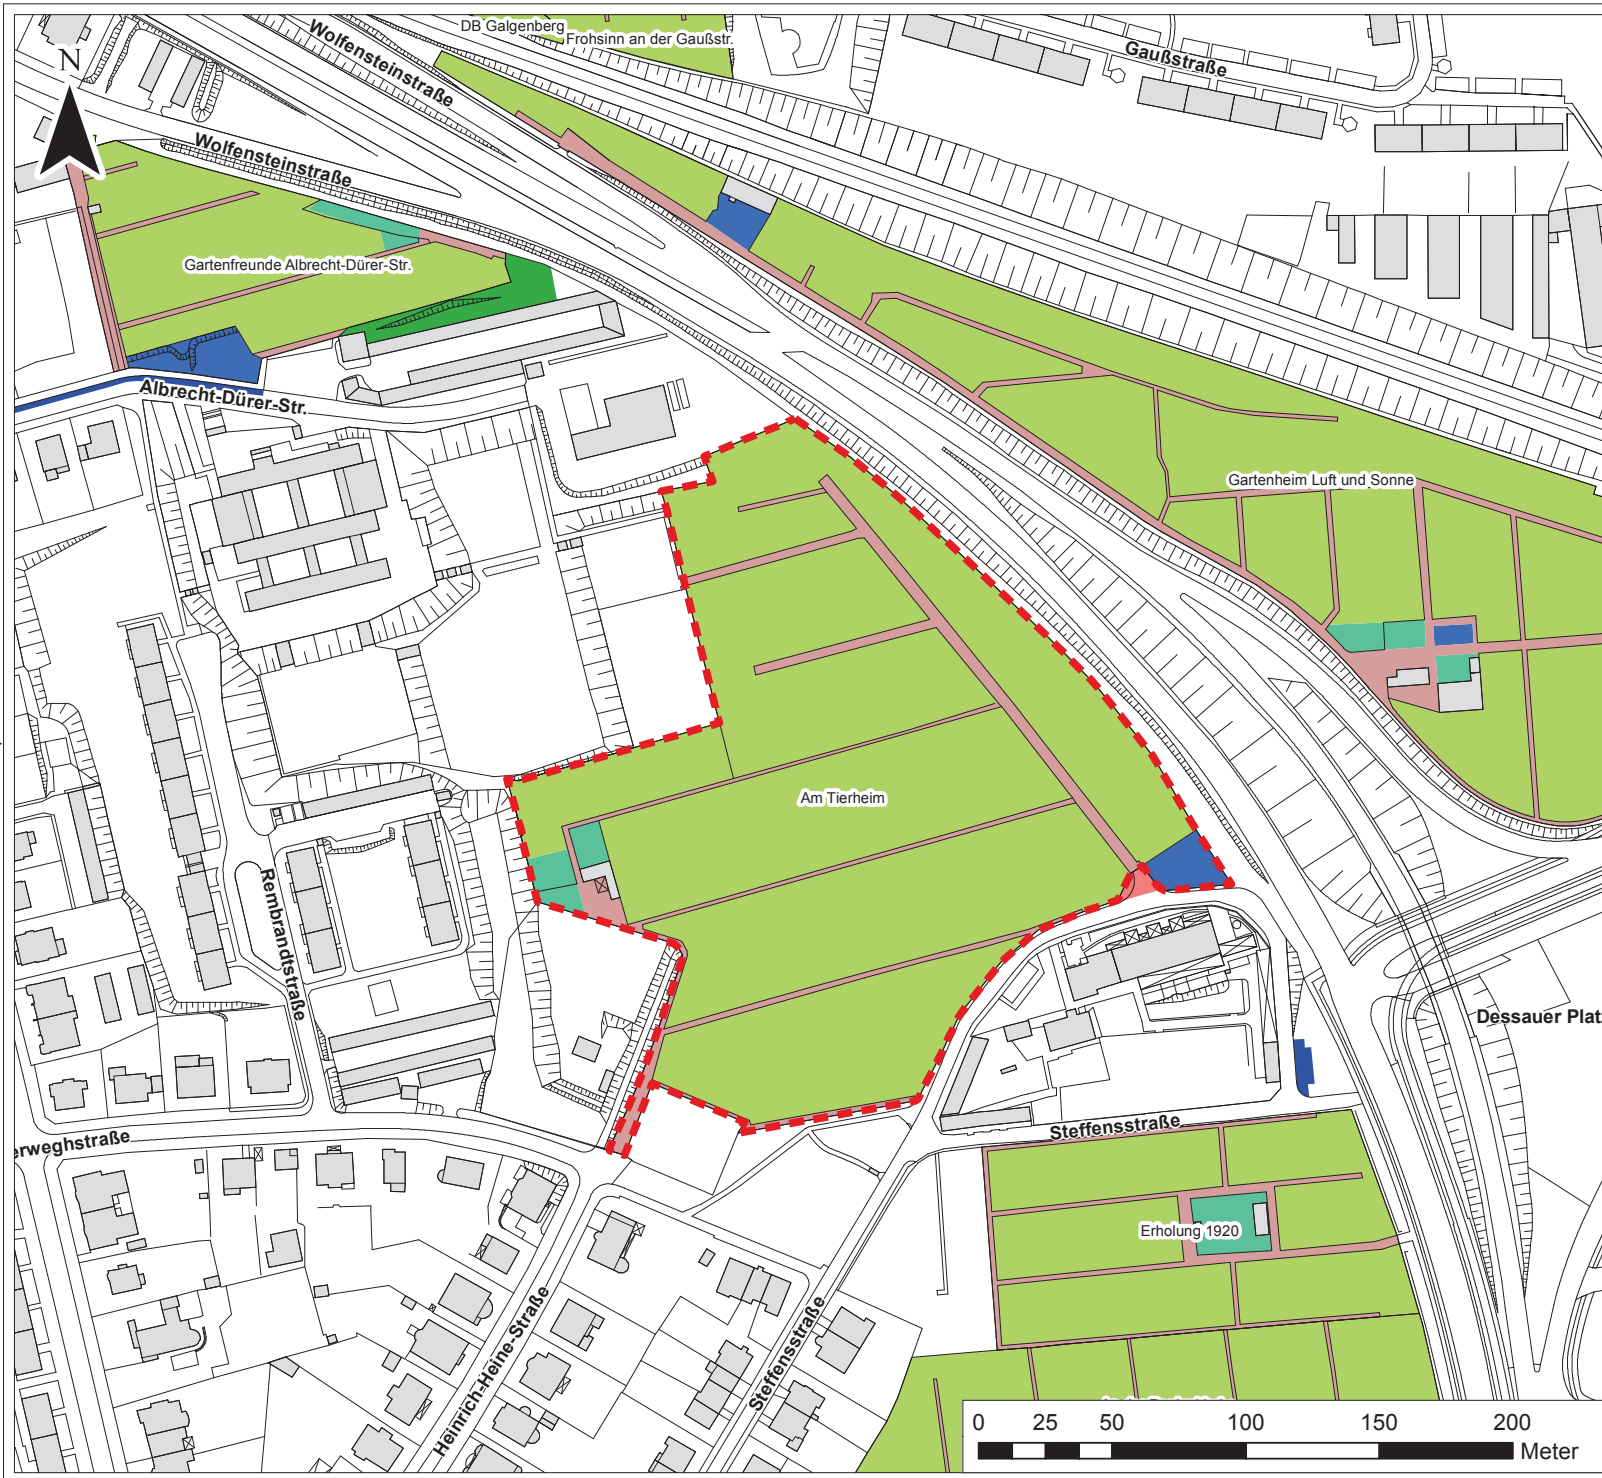 DB Galgenberg
Frohsinn an der Gaußstr.
Wolfensteinstraße
Gaußstraße
N
Wolfensteinstraße
Gartenfreunde Albrecht-Dürer-Str.
Albrecht-Dürer-Str.
Gartenheim Luft und Sonne
Am Tierheim
Rembrandtstraße
Dessauer Platz
erweghstraße
Steffensstraße
Erholung 1920
Heinrich-Heine-Straße
Steffensstraße
0 25 50 100 150 200
Meter